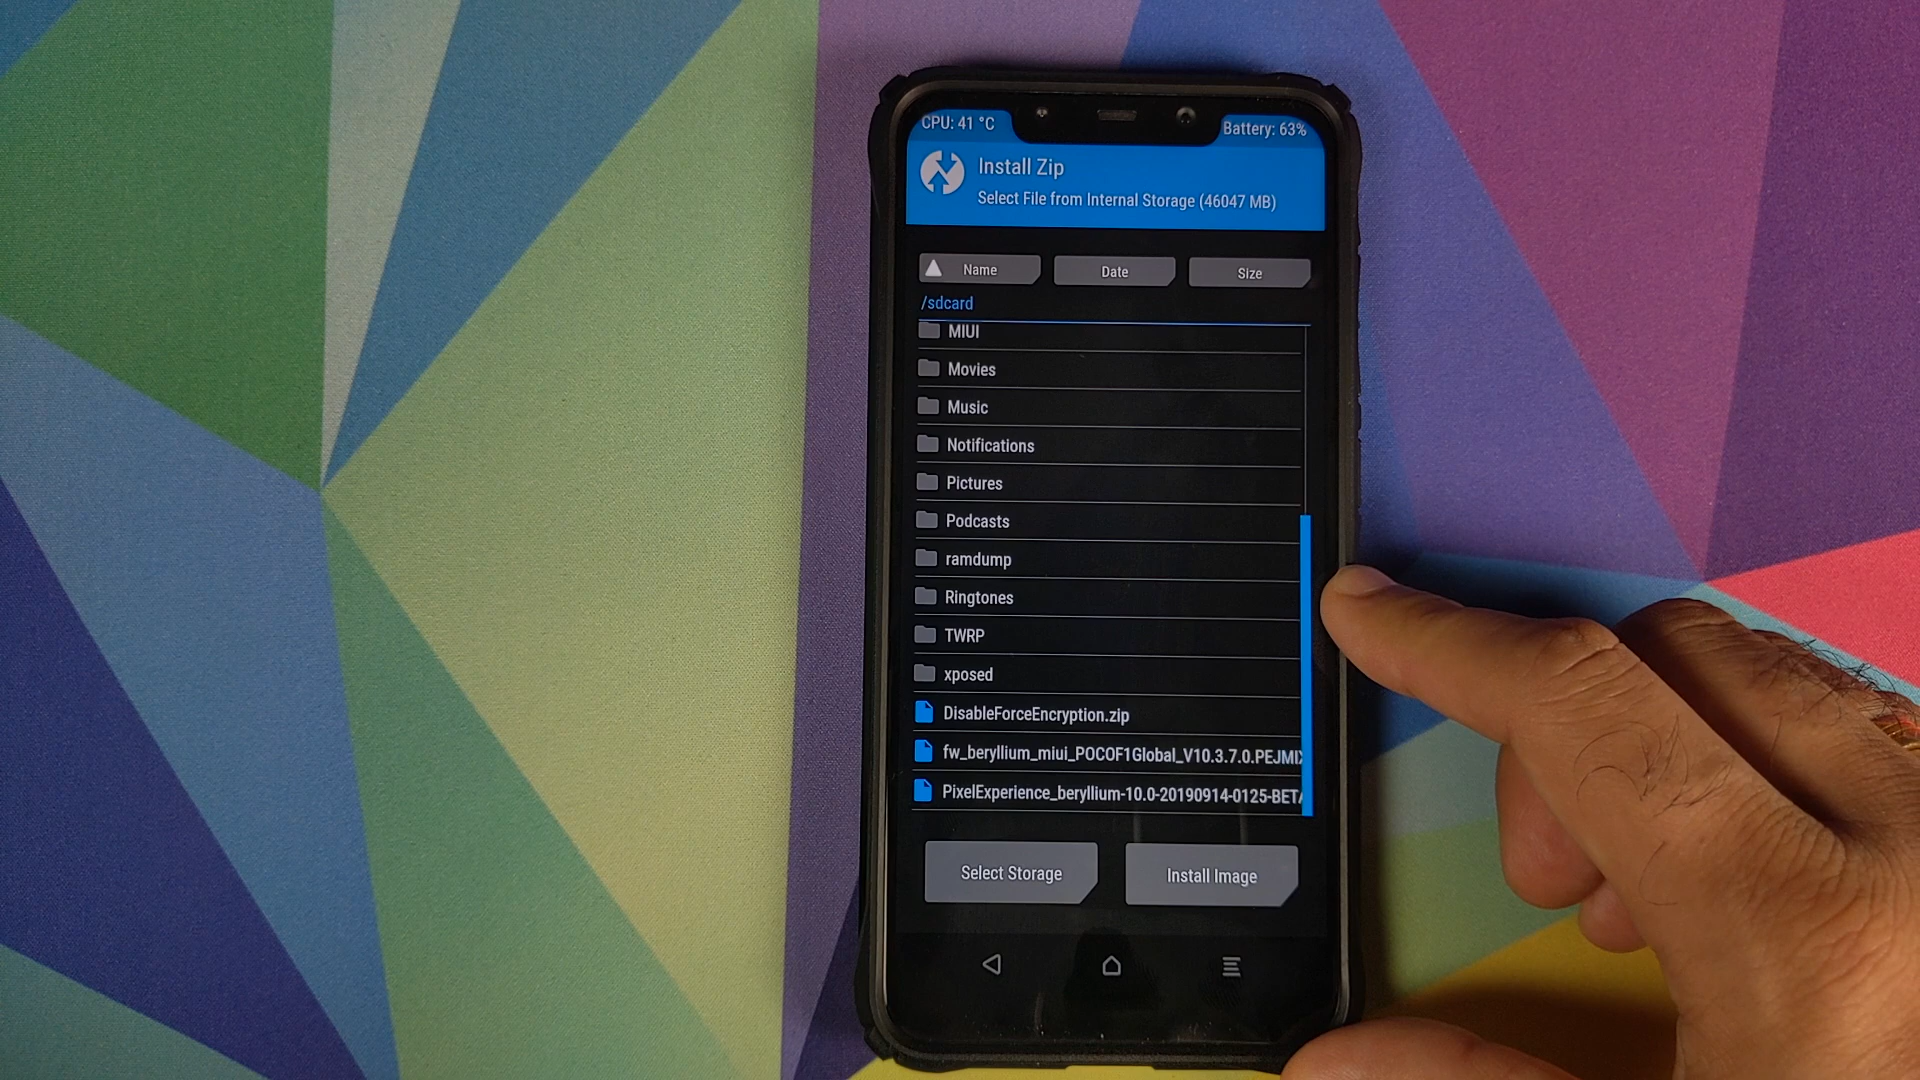 CPU: 41 °C
Battery: 63%
Install Zip
Select File from Internal Storage (46047 MB)
Name Date Size
/sdcard
MIUI
Movies
Music
Notifications
Pictures
Podcasts
ramdump
Ringtones
TWRP
xposed
DisableForceEncryption.zip
fw_beryllium_miui_POCOF1Global_V10.3.7.0.PEJMI
PixelExperience_beryllium-10.0-20190914-0125-BETA
Select Storage Install Image